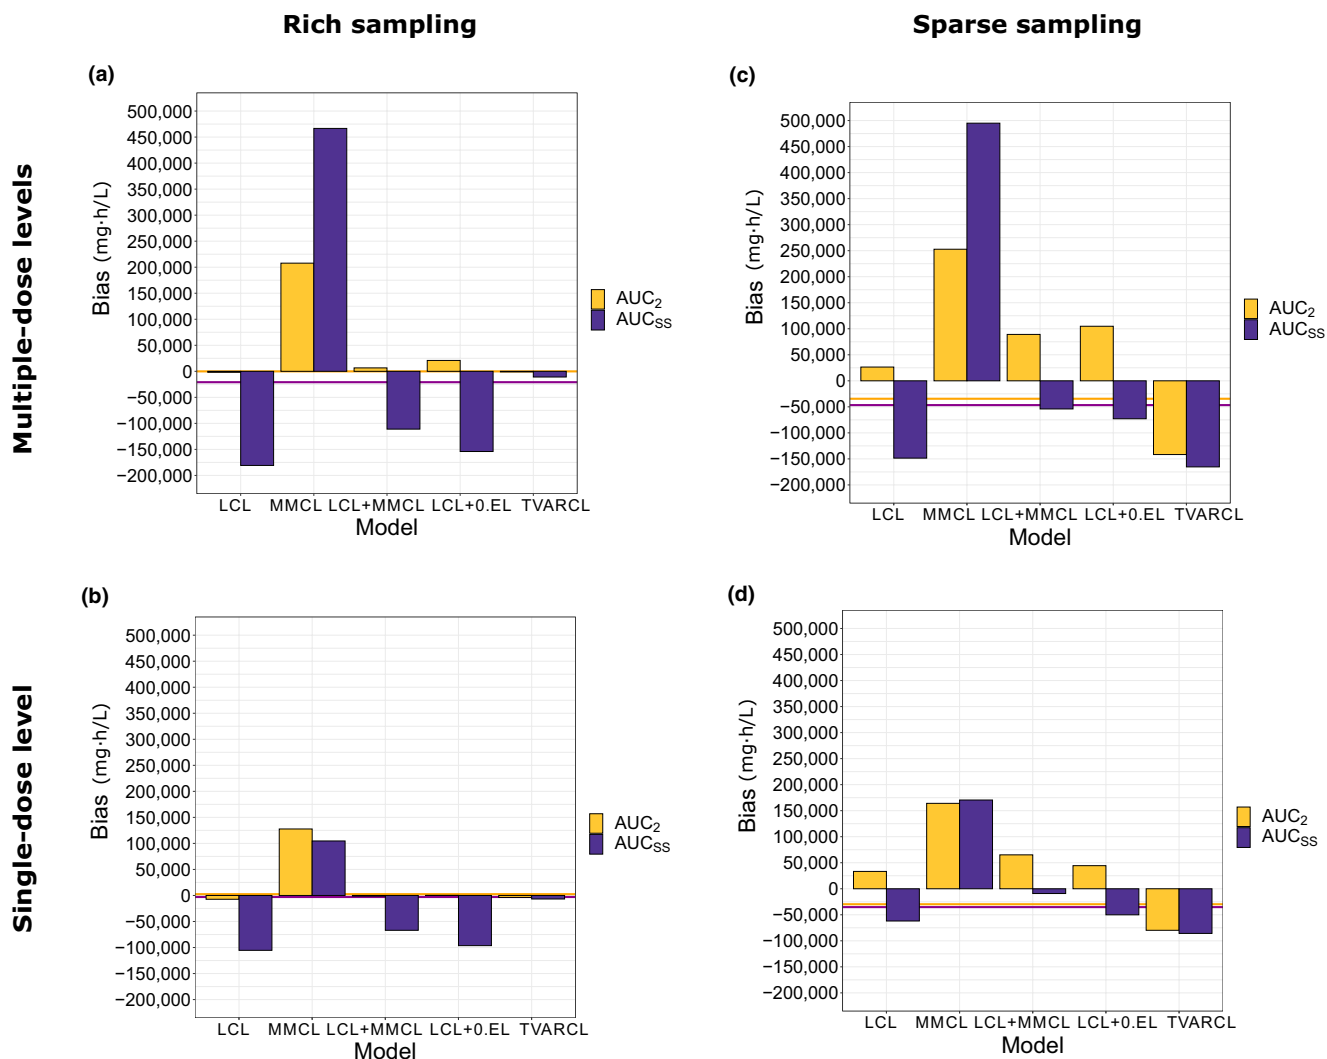 Rich sampling
Sparse sampling
Multiple-dose levels
Single-dose level
(a)
Bias (mg·h/L)
500,000
450,000
400,000
350,000
300,000
250,000
200,000
150,000
100,000
50,000
0
−50,000
−100,000
−150,000
−200,000
LCL MMCL LCL+MMCL LCL+0.EL TVARCL
Model
AUC2
AUCSS
(c)
Bias (mg·h/L)
500,000
450,000
400,000
350,000
300,000
250,000
200,000
150,000
100,000
50,000
0
−50,000
−100,000
−150,000
−200,000
LCL MMCL LCL+MMCL LCL+0.EL TVARCL
Model
AUC2
AUCSS
(b)
Bias (mg·h/L)
500,000
450,000
400,000
350,000
300,000
250,000
200,000
150,000
100,000
50,000
0
−50,000
−100,000
−150,000
−200,000
LCL MMCL LCL+MMCL LCL+0.EL TVARCL
Model
AUC2
AUCSS
(d)
Bias (mg·h/L)
500,000
450,000
400,000
350,000
300,000
250,000
200,000
150,000
100,000
50,000
0
−50,000
−100,000
−150,000
−200,000
LCL MMCL LCL+MMCL LCL+0.EL TVARCL
Model
AUC2
AUCSS